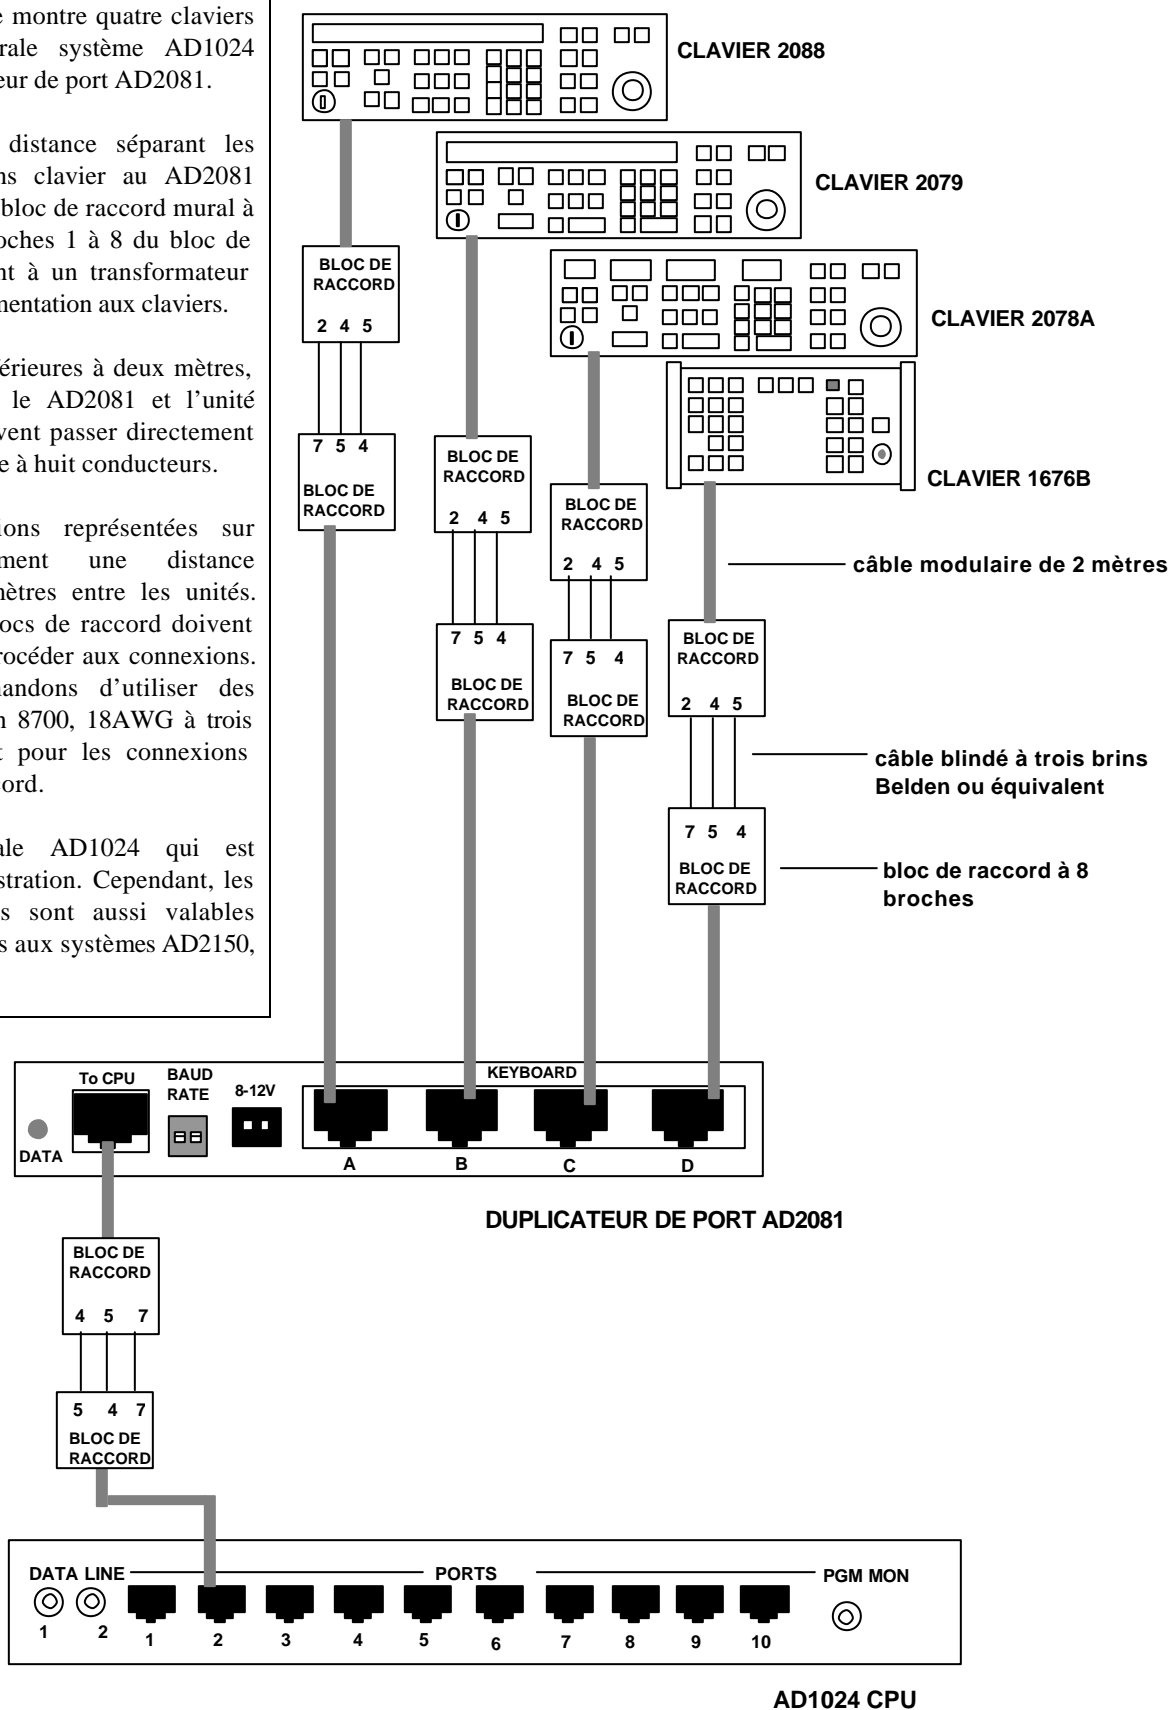 e montre quatre claviers
rale système AD1024
eur de port AD2081.
distance séparant les
ns clavier au AD2081
bloc de raccord mural à
oches 1 à 8 du bloc de
nt à un transformateur
mentation aux claviers.
férieures à deux mètres,
le AD2081 et l'unité
vent passer directement
e à huit conducteurs.
ions représentées sur
ment une distance
mètres entre les unités.
locs de raccord doivent
rocéder aux connexions.
mandons d'utiliser des
n 8700, 18AWG à trois
t pour les connexions
cord.
ale AD1024 qui est
stration. Cependant, les
s sont aussi valables
s aux systèmes AD2150,
CLAVIER 2088
CLAVIER 2079
CLAVIER 2078A
CLAVIER 1676B
BLOC DE
RACCORD
2 4 5
7 5 4
BLOC DE
RACCORD
BLOC DE
RACCORD
2 4 5
7 5 4
BLOC DE
RACCORD
BLOC DE
RACCORD
2 4 5
7 5 4
BLOC DE
RACCORD
BLOC DE
RACCORD
2 4 5
7 5 4
BLOC DE
RACCORD
câble modulaire de 2 mètres
câble blindé à trois brins
Belden ou équivalent
bloc de raccord à 8
broches
To CPU
BAUD
RATE
8-12V
KEYBOARD
DATA
A B C D
DUPLICATEUR DE PORT AD2081
BLOC DE
RACCORD
4 5 7
5 4 7
BLOC DE
RACCORD
DATA LINE
PORTS
PGM MON
1 2 1 2 3 4 5 6 7 8 9 10
AD1024 CPU